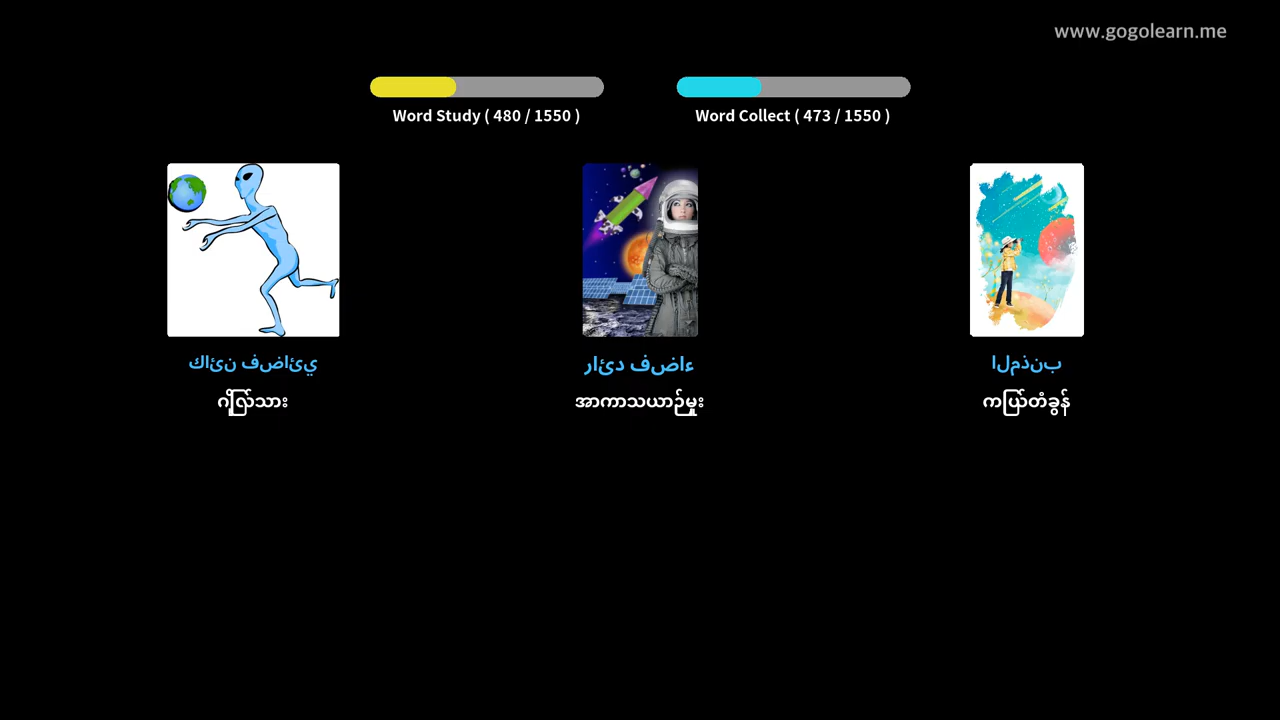 www.gogolearn.me
Word Study ( 480 / 1550 )
Word Collect ( 473 / 1550 )
كائن فضائي
رائد فضاء
المذنب
ဂြိုလ်သား
အာကာသယာဉ်မှူး
ကြယ်တံခွန်